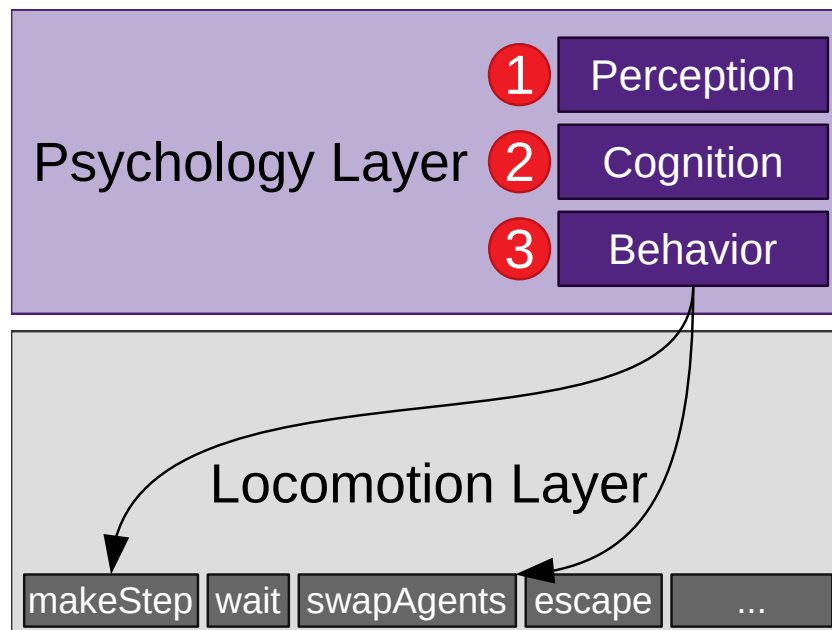 1 Perception
Psychology Layer 2 Cognition
3 Behavior
Locomotion Layer
makeStep wait swapAgents escape ...